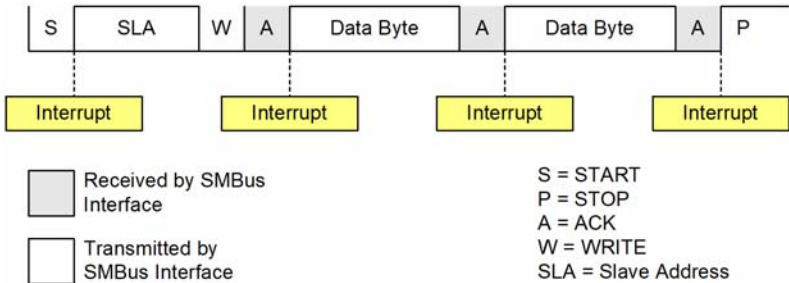 S SLA W A Data Byte A Data Byte A P
Interrupt Interrupt Interrupt Interrupt
Received by SMBus
Interface
Transmitted by
SMBus Interface
S = START
P = STOP
A = ACK
W = WRITE
SLA = Slave Address